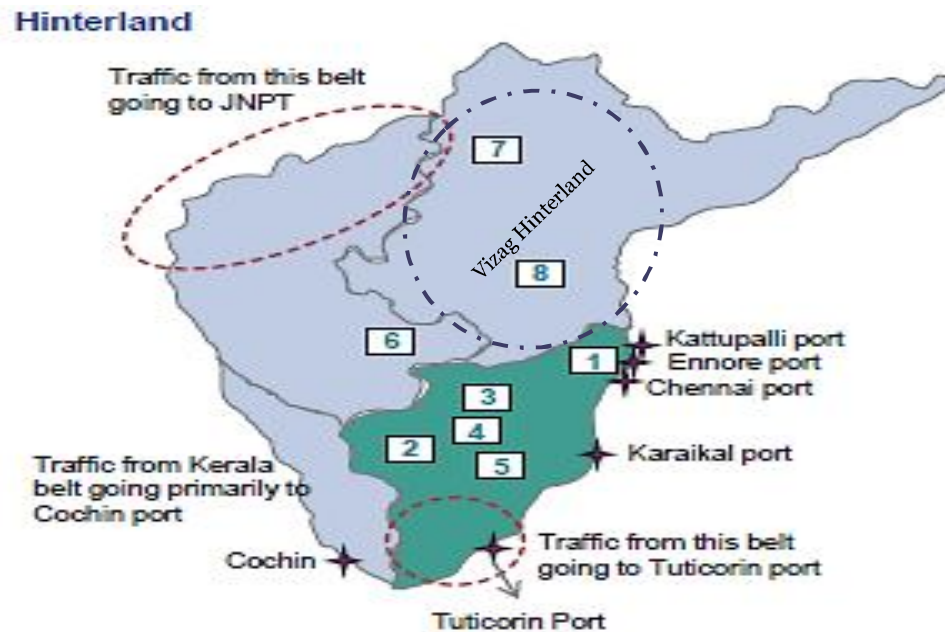 Hinterland
Traffic from this belt
going to JNPT
7
Vizag Hinterland
8
6
1
Kattupalli port
Ennore port
Chennai port
3
4
2
5
Karaikal port
Traffic from Kerala
belt going primarily to
Cochin port
Cochin
Traffic from this belt
going to Tuticorin port
Tuticorin Port